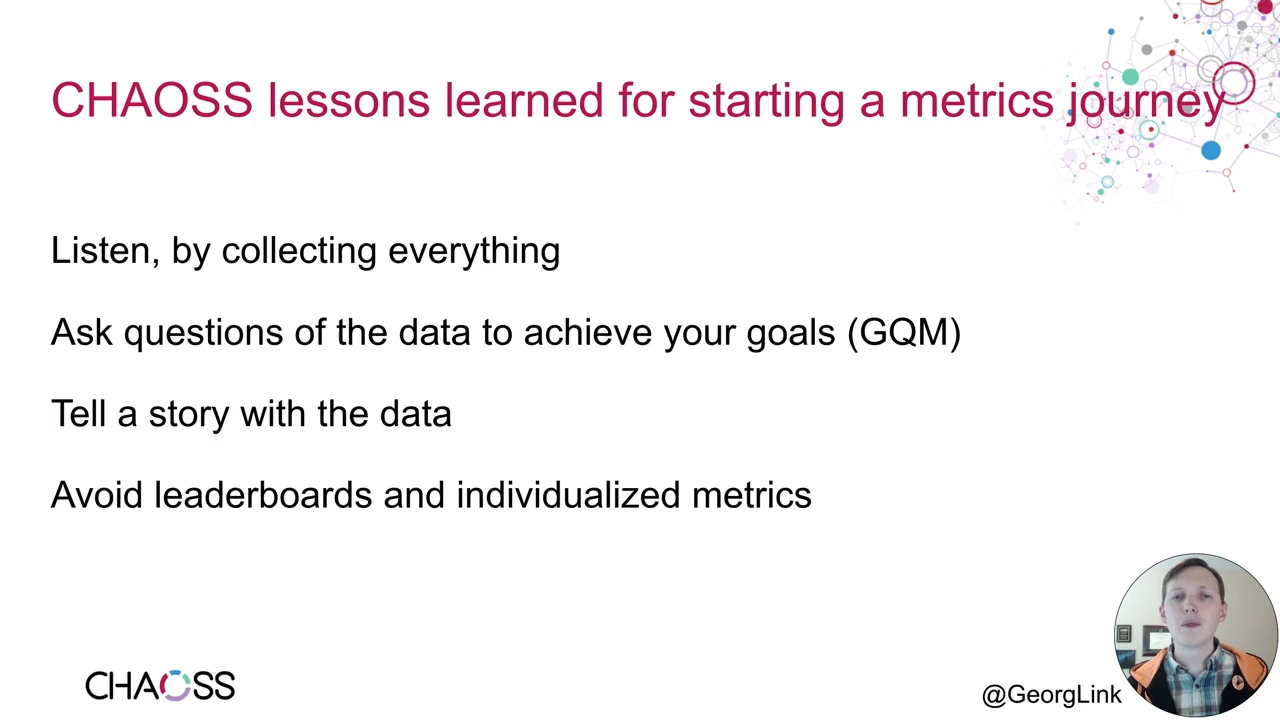 CHAOSS lessons learned for starting a metrics journey
Listen, by collecting everything
Ask questions of the data to achieve your goals (GQM)
Tell a story with the data
Avoid leaderboards and individualized metrics
CHAOSS
@GeorgLink